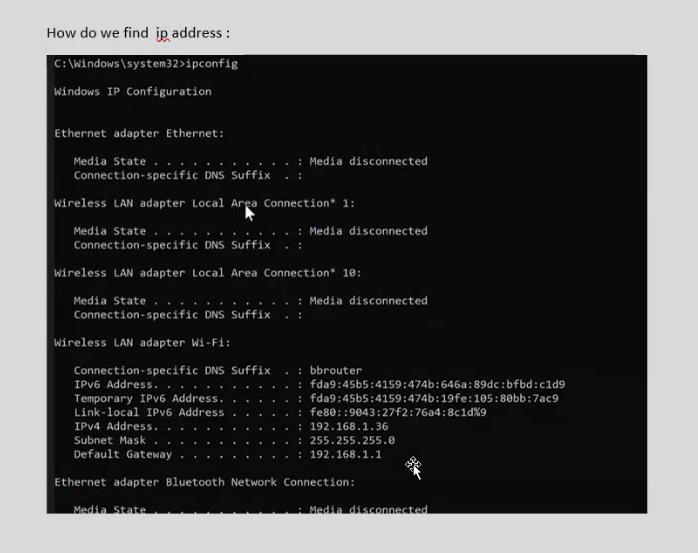 How do we find  ip address :
C:\Windows\system32>ipconfig
Windows IP Configuration
Ethernet adapter Ethernet:
Media State . . . . . . . . . . . : Media disconnected
Connection-specific DNS Suffix  . :
Wireless LAN adapter Local Area Connection* 1:
Media State . . . . . . . . . . . : Media disconnected
Connection-specific DNS Suffix  . :
Wireless LAN adapter Local Area Connection* 10:
Media State . . . . . . . . . . . : Media disconnected
Connection-specific DNS Suffix  . :
Wireless LAN adapter Wi-Fi:
Connection-specific DNS Suffix  . : bbrouter
IPv6 Address. . . . . . . . . . . : fda9:45b5:4159:474b:646a:89dc:bfbd:c1d9
Temporary IPv6 Address. . . . . . : fda9:45b5:4159:474b:19fe:105:80bb:7ac9
Link-local IPv6 Address . . . . . : fe80::9043:27f2:76a4:8c1d%9
IPv4 Address. . . . . . . . . . . : 192.168.1.36
Subnet Mask . . . . . . . . . . . : 255.255.255.0
Default Gateway . . . . . . . . . : 192.168.1.1
Ethernet adapter Bluetooth Network Connection:
Media State . . . . . . . . . . . : Media disconnected